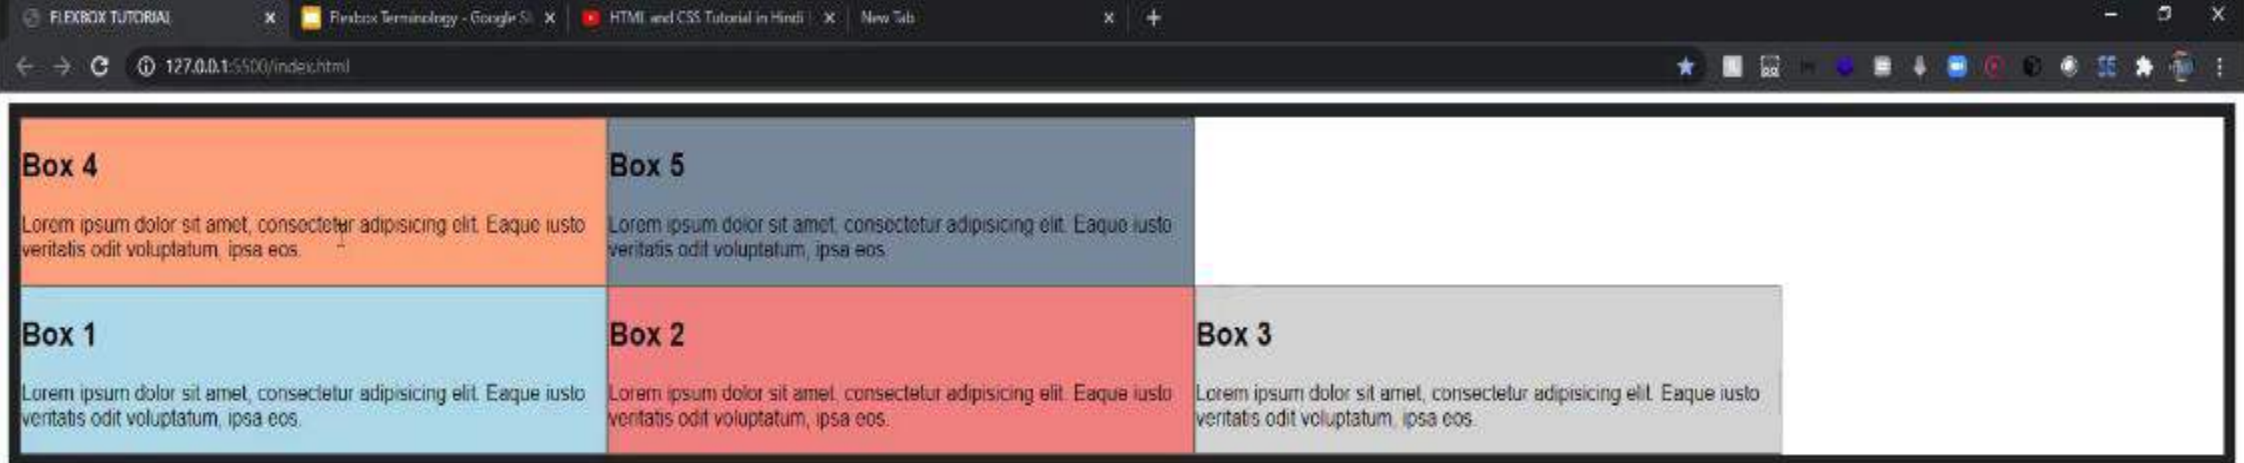 FLEXBOX TUTORIAL
Flexbox Terminology - Google Sl
HTML and CSS Tutorial in Hindi
New Tab
127.0.0.1:5500/index.html
Box 4
Lorem ipsum dolor sit amet, consectetur adipisicing elit. Eaque iusto
veritatis odit voluptatum, ipsa eos.
Box 5
Lorem ipsum dolor sit amet, consectetur adipisicing elit. Eaque iusto
veritatis odit voluptatum, ipsa eos.
Box 1
Lorem ipsum dolor sit amet, consectetur adipisicing elit. Eaque iusto
veritatis odit voluptatum, ipsa eos.
Box 2
Lorem ipsum dolor sit amet, consectetur adipisicing elit. Eaque iusto
veritatis odit voluptatum, ipsa eos.
Box 3
Lorem ipsum dolor sit amet, consectetur adipisicing elit. Eaque iusto
veritatis odit voluptatum, ipsa eos.